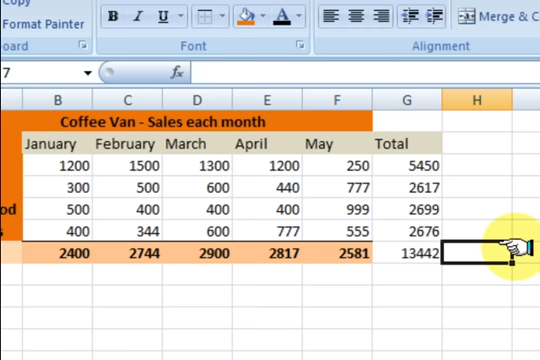 Copy
Format Painter
B I U A
oard Font Alignment
Merge & C
7 fx
B C D E F G H
Coffee Van - Sales each month
January February March April May Total
1200 1500 1300 1200 250 5450
300 500 600 440 777 2617
od 500 400 400 400 999 2699
s 400 344 600 777 555 2676
2400 2744 2900 2817 2581 13442